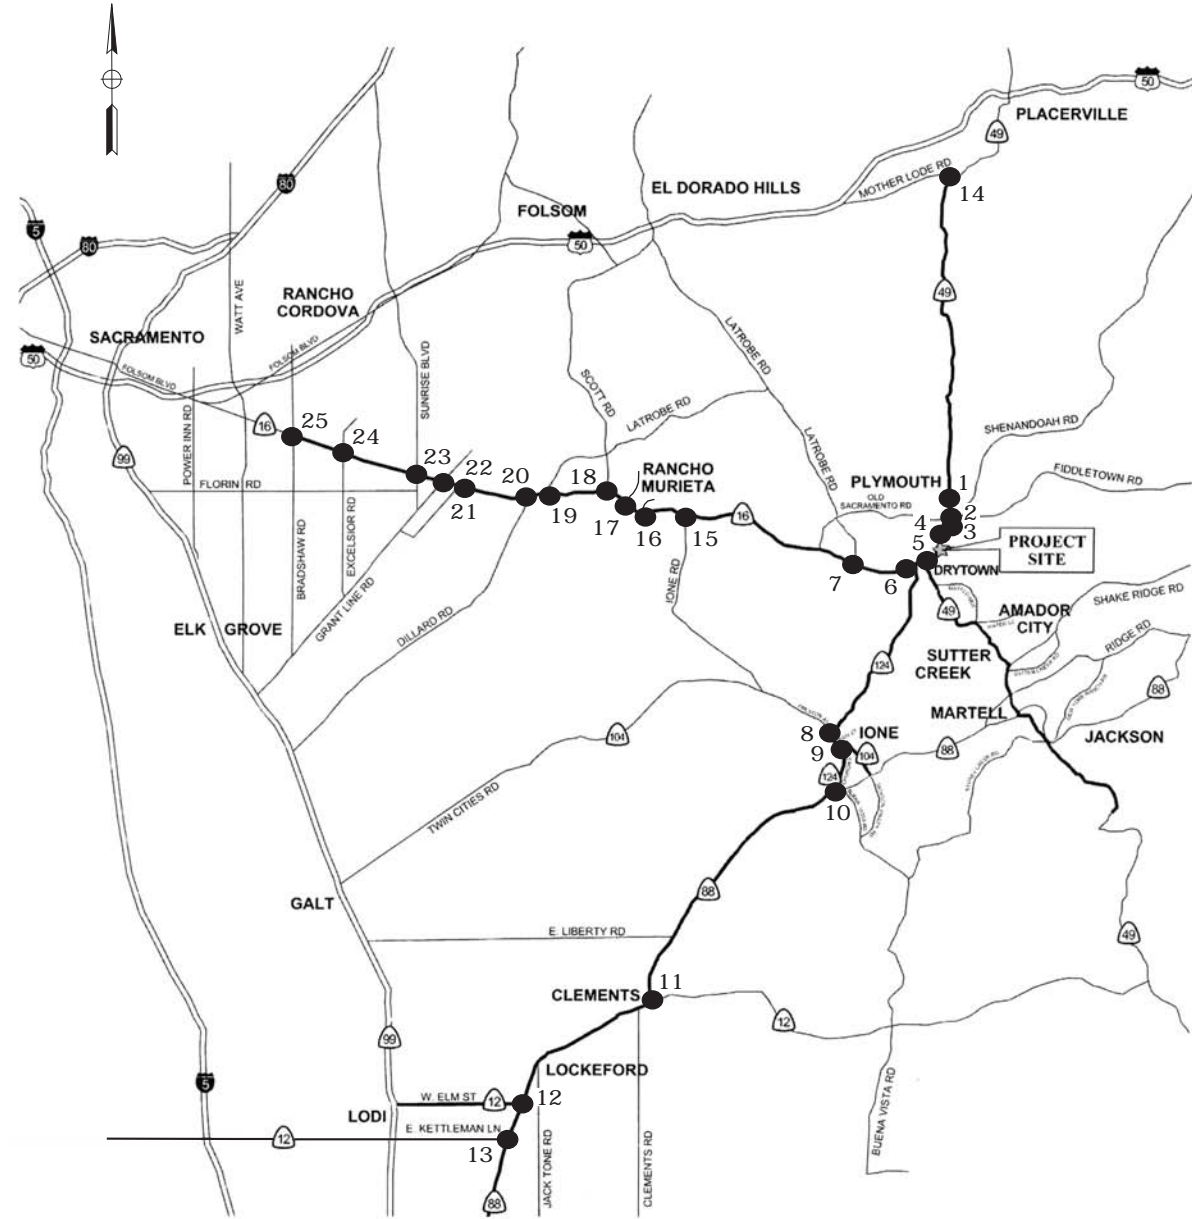 50
PLACERVILLE
49
MOTHER LODE RD
14
80
EL DORADO HILLS
FOLSOM
5
80
50
WATT AVE
RANCHO
CORDOVA
49
SACRAMENTO
FOLSOM BLVD
50
FOLSOM BLVD
SUNRISE BLVD
LATROBE RD
SCOTT RD
POWER INN RD
16
25
24
LATROBE RD
SHENANDOAH RD
99
23
22
20
18
RANCHO
MURIETA
LATROBE RD
PLYMOUTH
1
FIDDLETOWN RD
FLORIN RD
21
19
17
16
15
16
OLD
SACRAMENTO RD
2
4
3
5
PROJECT
SITE
BRADSHAW RD
EXCELSIOR RD
GRANT LINE RD
DILLARD RD
IONE RD
7
6
DRYTOWN
SHAKE RIDGE RD
49
AMADOR
CITY
ELK GROVE
RIDGE RD
SUTTER
CREEK
124
88
MARTELL
104
8
IONE
9
104
88
JACKSON
124
10
TWIN CITIES RD
88
GALT
E. LIBERTY RD
49
11
CLEMENTS
12
99
LOCKEFORD
5
W. ELM ST
12
12
LODI
E. KETTLEMAN LN
12
13
JACK TONE RD
CLEMENTS RD
BUENA VISTA RD
88